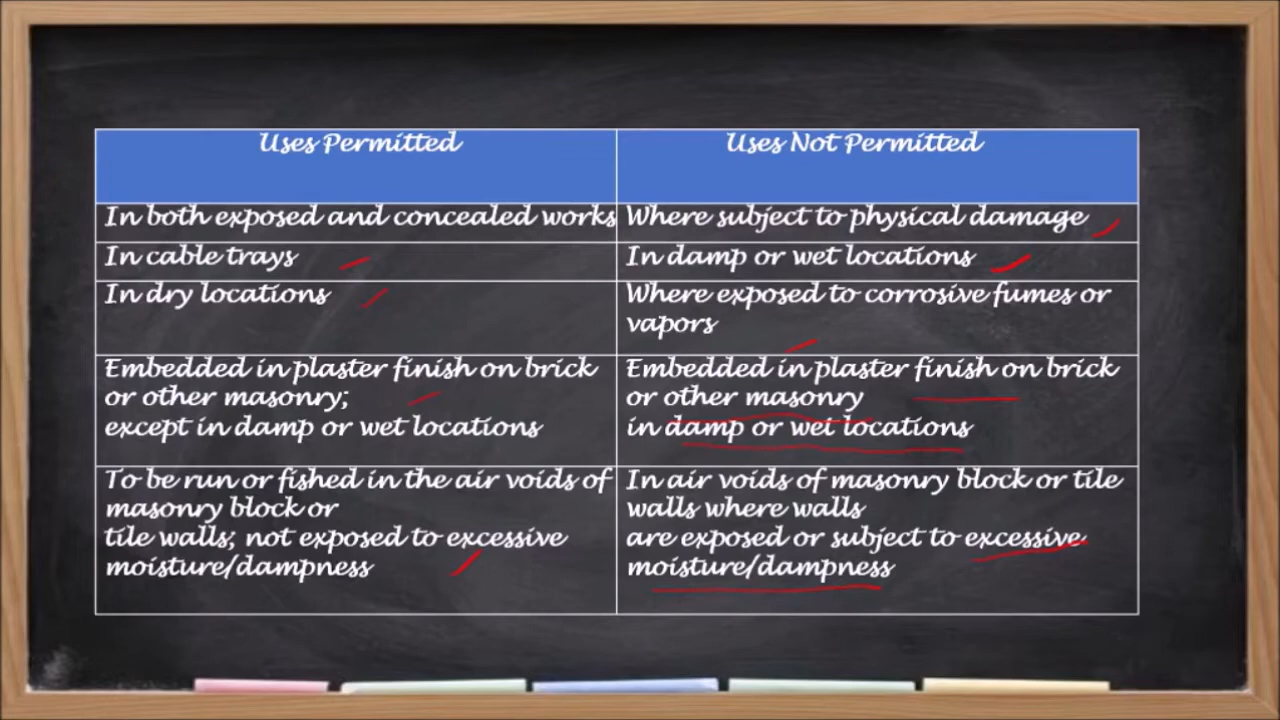 Uses Permitted
Uses Not Permitted
In both exposed and concealed works
Where subject to physical damage
In cable trays
In damp or wet locations
In dry locations
Where exposed to corrosive fumes or
vapors
Embedded in plaster finish on brick
or other masonry;
except in damp or wet locations
Embedded in plaster finish on brick
or other masonry
in damp or wet locations
To be run or fished in the air voids of
masonry block or
tile walls; not exposed to excessive
moisture/dampness
In air voids of masonry block or tile
walls where walls
are exposed or subject to excessive
moisture/dampness